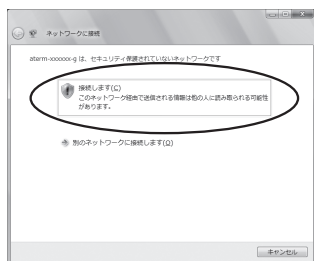 ネットワークに接続
aterm-xxxxxx-g は、セキュリティ保護されていないネットワークです
接続します(C)
このネットワーク経由で送信される情報は他の人に読み取られる可能性
があります。
別のネットワークに接続します(O)
キャンセル